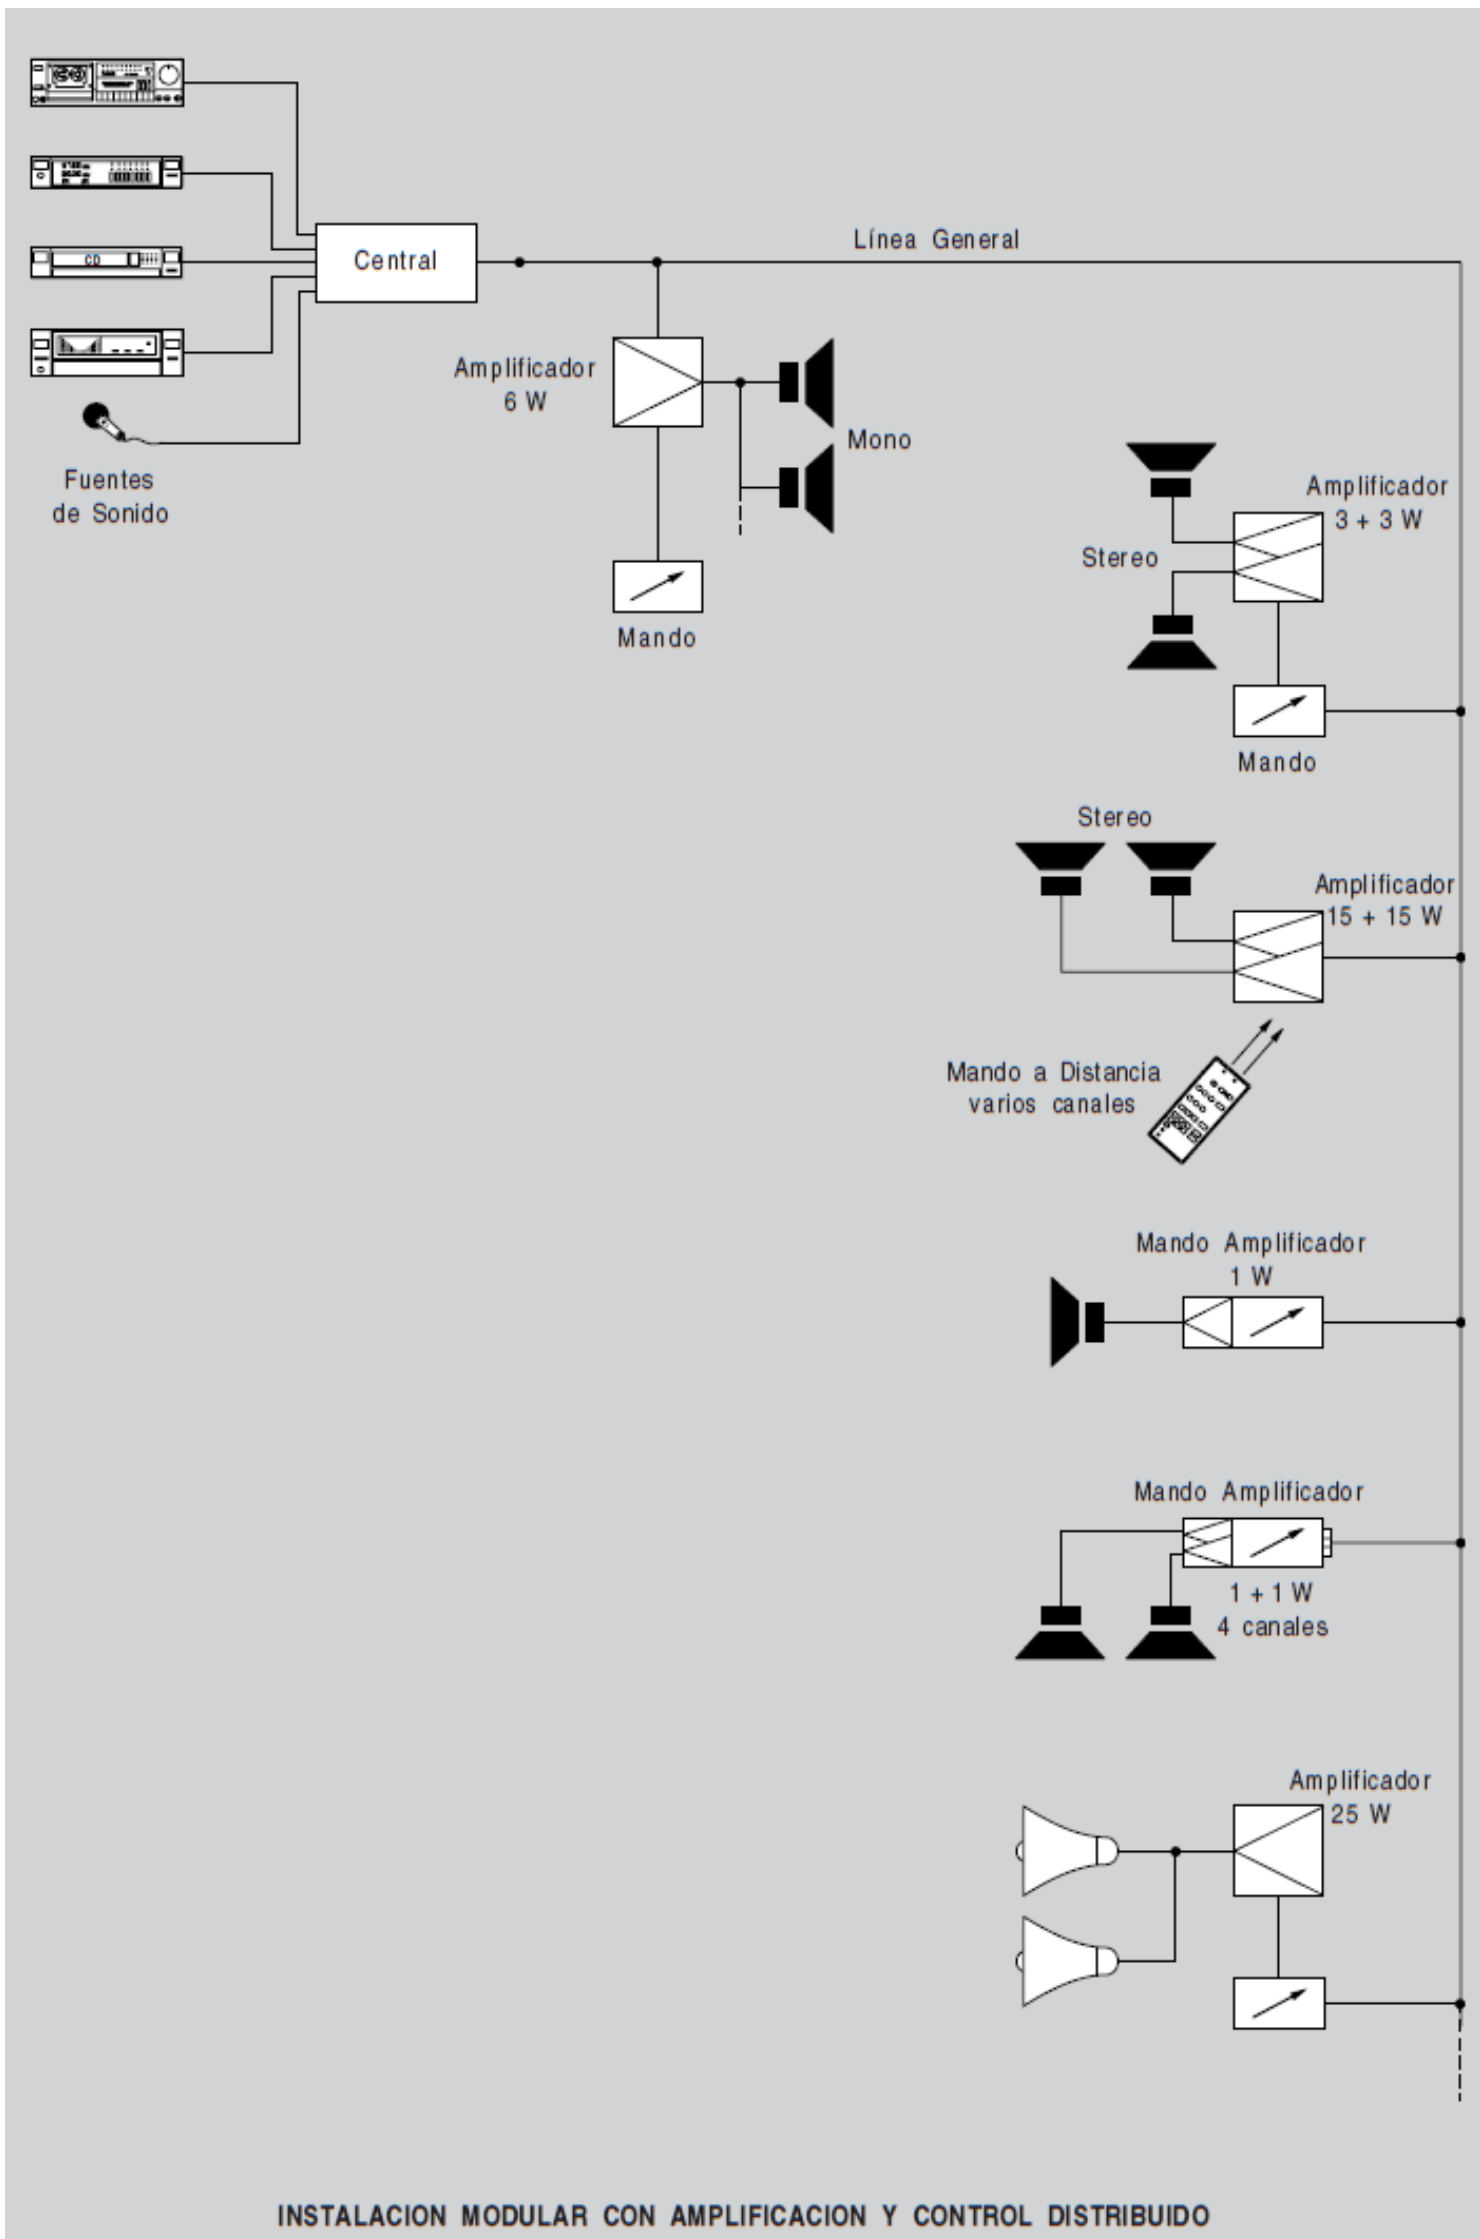 Línea General
Central
CD
Amplificador
6 W
Mono
Fuentes
de Sonido
Mando
Amplificador
3 + 3 W
Stereo
Mando
Stereo
Amplificador
15 + 15 W
Mando a Distancia
varios canales
Mando Amplificador
1 W
Mando Amplificador
1 + 1 W
4 canales
Amplificador
25 W
INSTALACION MODULAR CON AMPLIFICACION Y CONTROL DISTRIBUIDO